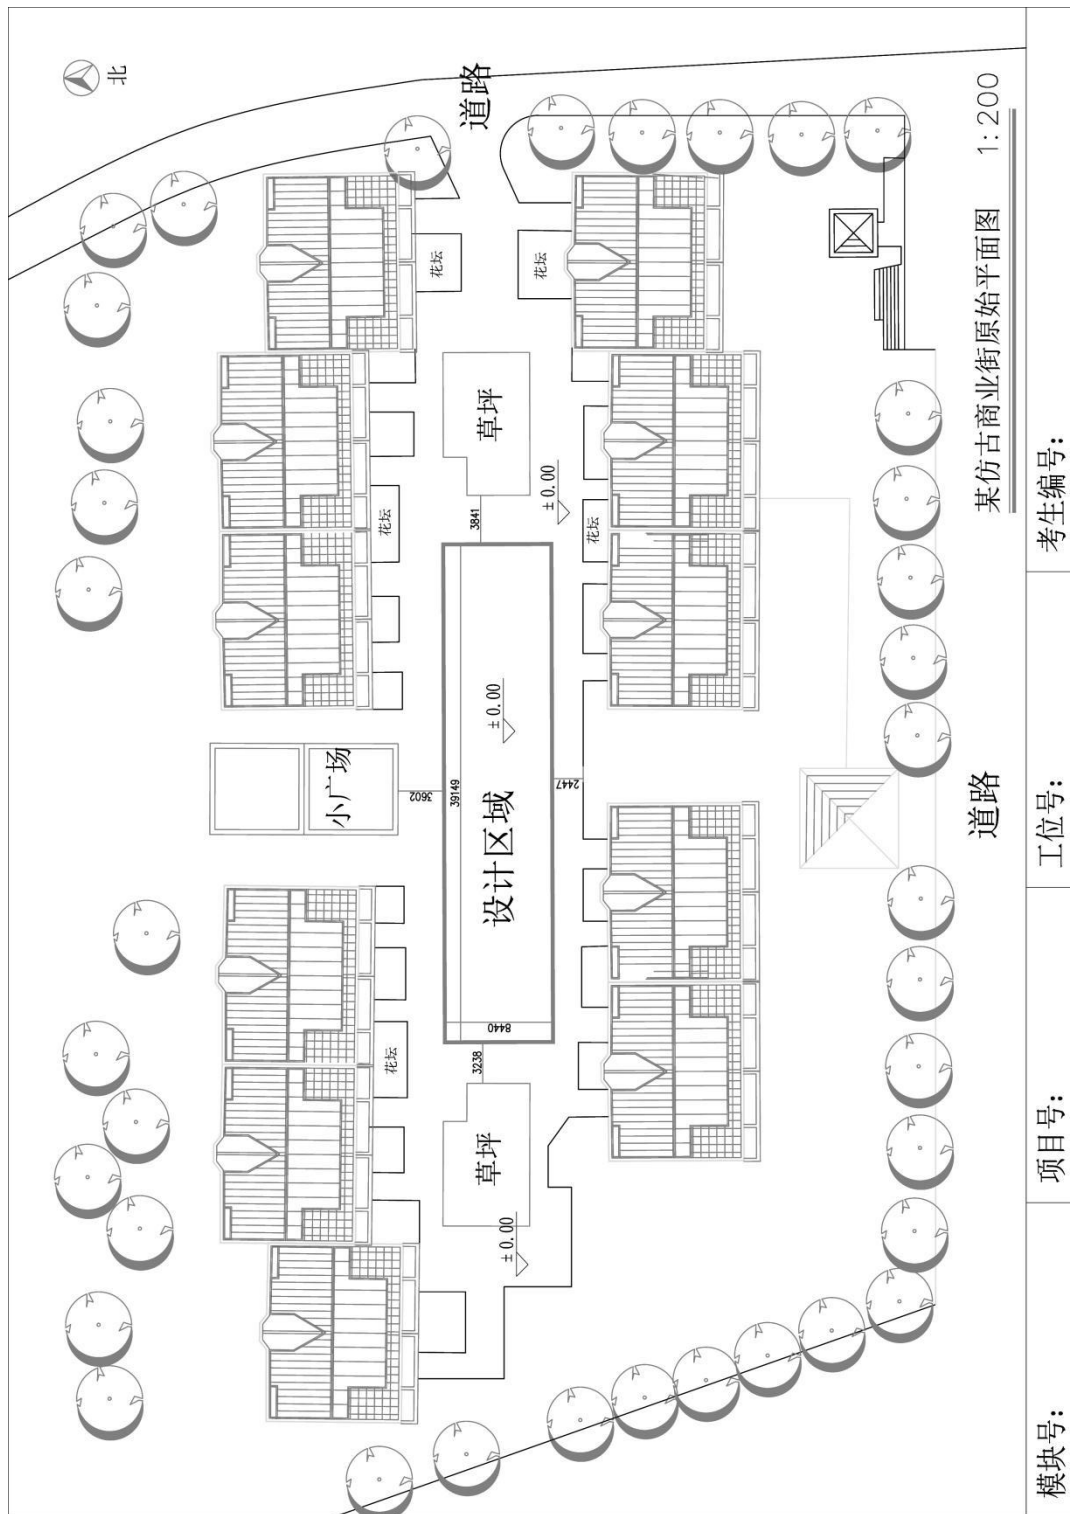 北
道路
花坛
花坛
草坪
3841
±0.00
花坛
花坛
小广场
3602
39149
±0.00
设计区域
2447
8440
花坛
3238
草坪
±0.00
道路
某仿古商业街原始平面图 1:200
模块号：
项目号：
工位号：
考生编号：